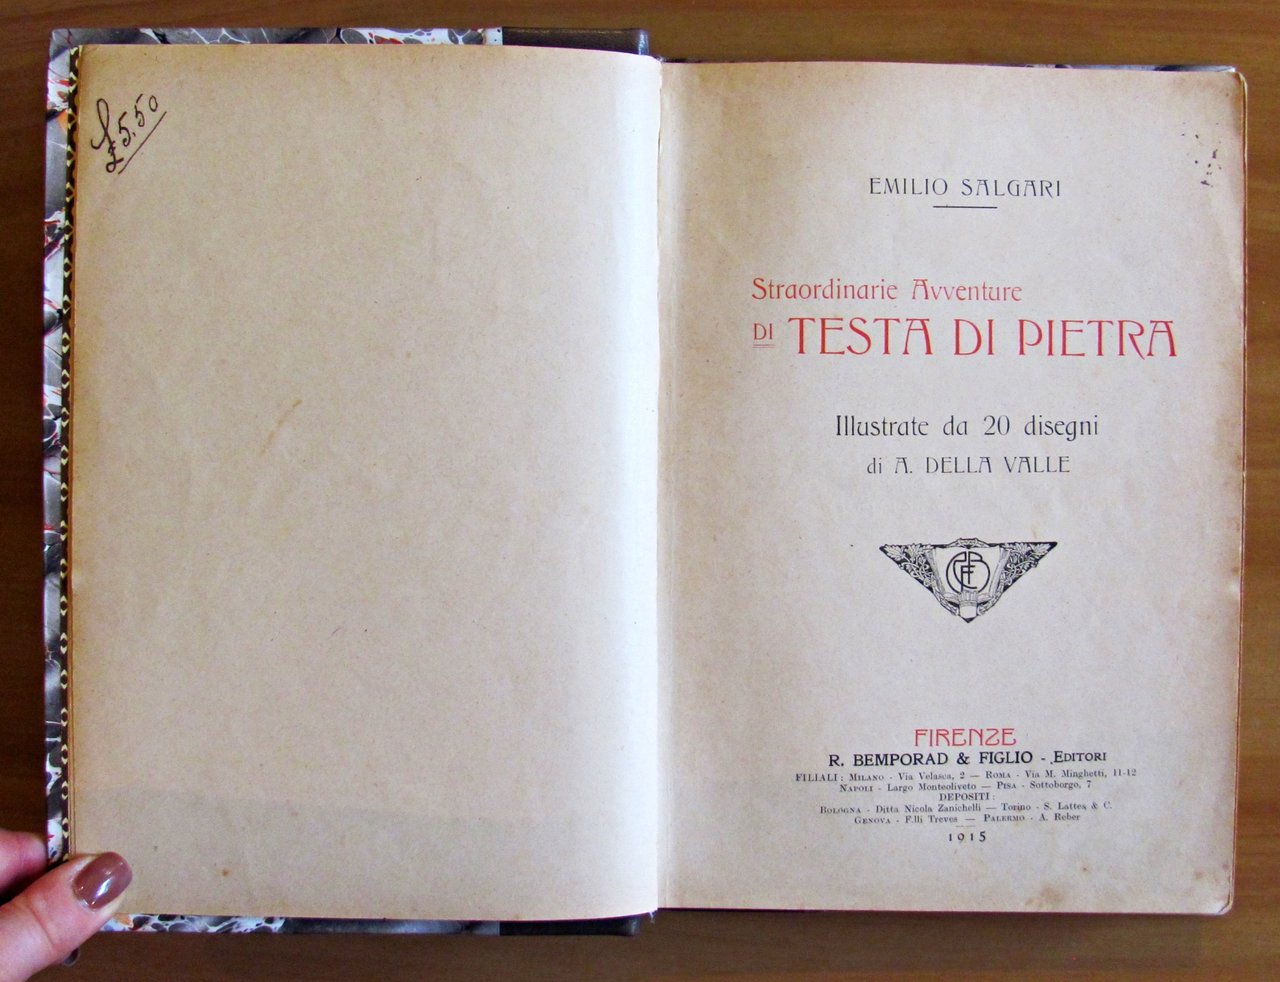 £5.50
EMILIO SALGARI
Straordinarie Avventure
DI TESTA DI PIETRA
Illustrate da 20 disegni
di A. DELLA VALLE
FIRENZE
R. BEMPORAD & FIGLIO - EDITORI
FILIALI: MILANO - Via Velasca, 2 — ROMA - Via M. Minghetti, 11-12
NAPOLI - Largo Monteoliveto — PISA - Sottoborgo, 7
DEPOSITI:
BOLOGNA - Ditta Nicola Zanichelli — TORINO - S. Lattes & C.
GENOVA - F.lli Treves — PALERMO - A. Reber
1915